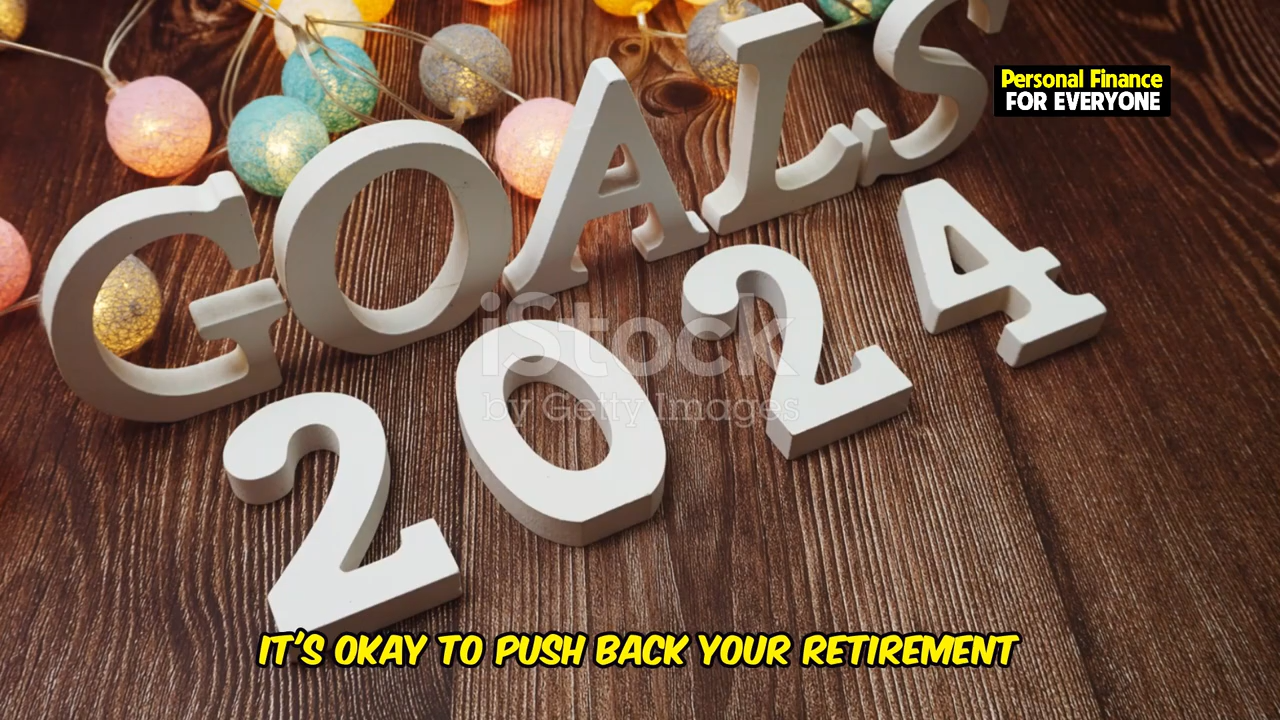 Personal Finance
FOR EVERYONE
GOALS
2024
iStock
by Getty Images
IT'S OKAY TO PUSH BACK YOUR RETIREMENT